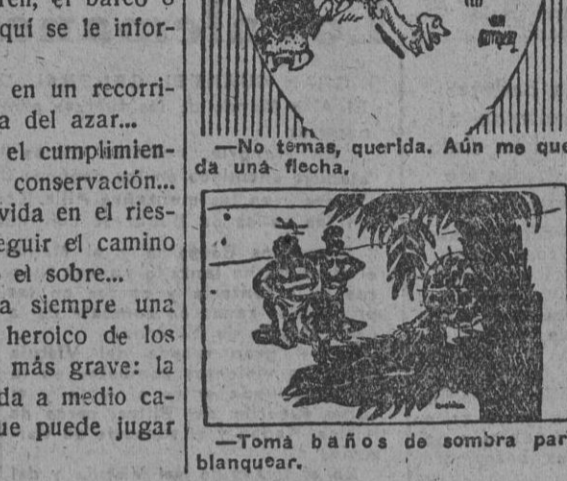 ren, el barco o
quí se le infor-
en un recorri-
a del azar...
el cumplimien-
conservación...
vida en el ries-
eguir el camino
el sobre...
a siempre una
heroico de los
más grave: la
da a medio ca-
ue puede jugar
—No temas, querida. Aún me que
da una flecha.
—Toma baños de sombra par
blanquear.